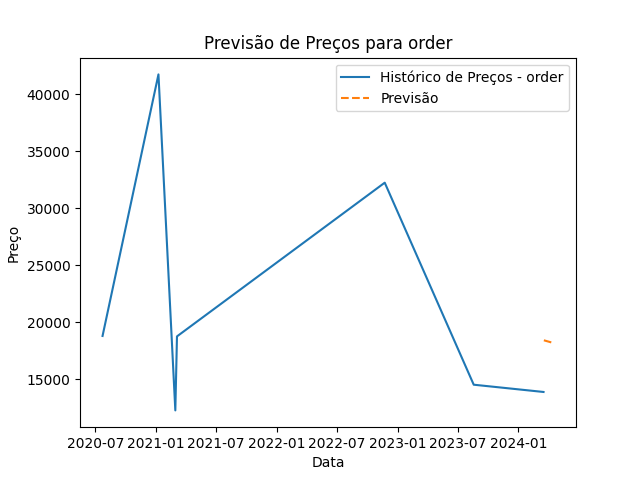 Previsão de Preços para order
Histórico de Preços - order
Previsão
40000
35000
30000
25000
20000
15000
Preço
2020-07 2021-01 2021-07 2022-01 2022-07 2023-01 2023-07 2024-01
Data